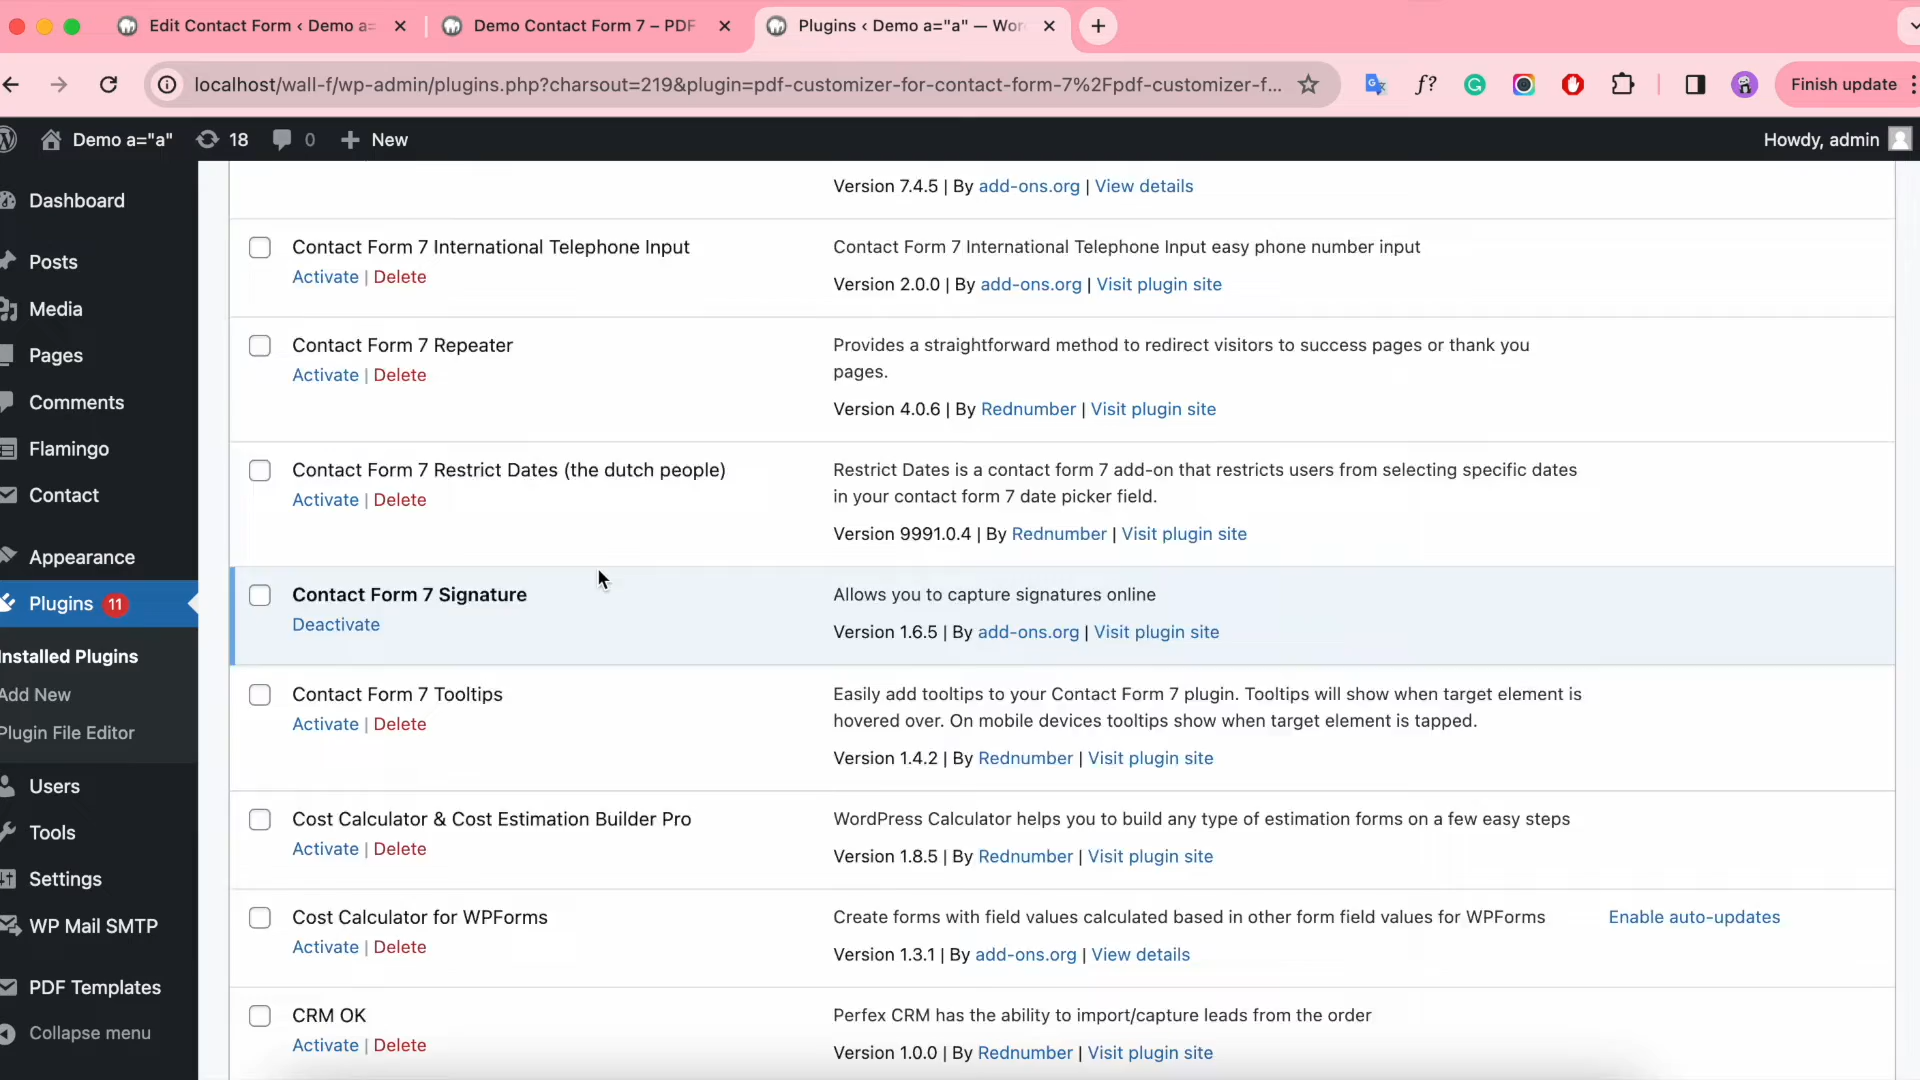 Edit Contact Form ‹ Demo a=
Demo Contact Form 7 – PDF
Plugins ‹ Demo a="a" — Wor
localhost/wall-f/wp-admin/plugins.php?charsout=219&plugin=pdf-customizer-for-contact-form-7%2Fpdf-customizer-f...
f?
Finish update
Demo a="a"
18
0
New
Howdy, admin
Dashboard
Posts
Media
Pages
Comments
Flamingo
Contact
Appearance
Plugins 11
Installed Plugins
Add New
Plugin File Editor
Users
Tools
Settings
WP Mail SMTP
PDF Templates
Collapse menu
Version 7.4.5 | By add-ons.org | View details
Contact Form 7 International Telephone Input
Activate | Delete
Contact Form 7 International Telephone Input easy phone number input
Version 2.0.0 | By add-ons.org | Visit plugin site
Contact Form 7 Repeater
Activate | Delete
Provides a straightforward method to redirect visitors to success pages or thank you
pages.
Version 4.0.6 | By Rednumber | Visit plugin site
Contact Form 7 Restrict Dates (the dutch people)
Activate | Delete
Restrict Dates is a contact form 7 add-on that restricts users from selecting specific dates
in your contact form 7 date picker field.
Version 9991.0.4 | By Rednumber | Visit plugin site
Contact Form 7 Signature
Deactivate
Allows you to capture signatures online
Version 1.6.5 | By add-ons.org | Visit plugin site
Contact Form 7 Tooltips
Activate | Delete
Easily add tooltips to your Contact Form 7 plugin. Tooltips will show when target element is
hovered over. On mobile devices tooltips show when target element is tapped.
Version 1.4.2 | By Rednumber | Visit plugin site
Cost Calculator & Cost Estimation Builder Pro
Activate | Delete
WordPress Calculator helps you to build any type of estimation forms on a few easy steps
Version 1.8.5 | By Rednumber | Visit plugin site
Cost Calculator for WPForms
Activate | Delete
Create forms with field values calculated based in other form field values for WPForms
Version 1.3.1 | By add-ons.org | View details
Enable auto-updates
CRM OK
Activate | Delete
Perfex CRM has the ability to import/capture leads from the order
Version 1.0.0 | By Rednumber | Visit plugin site